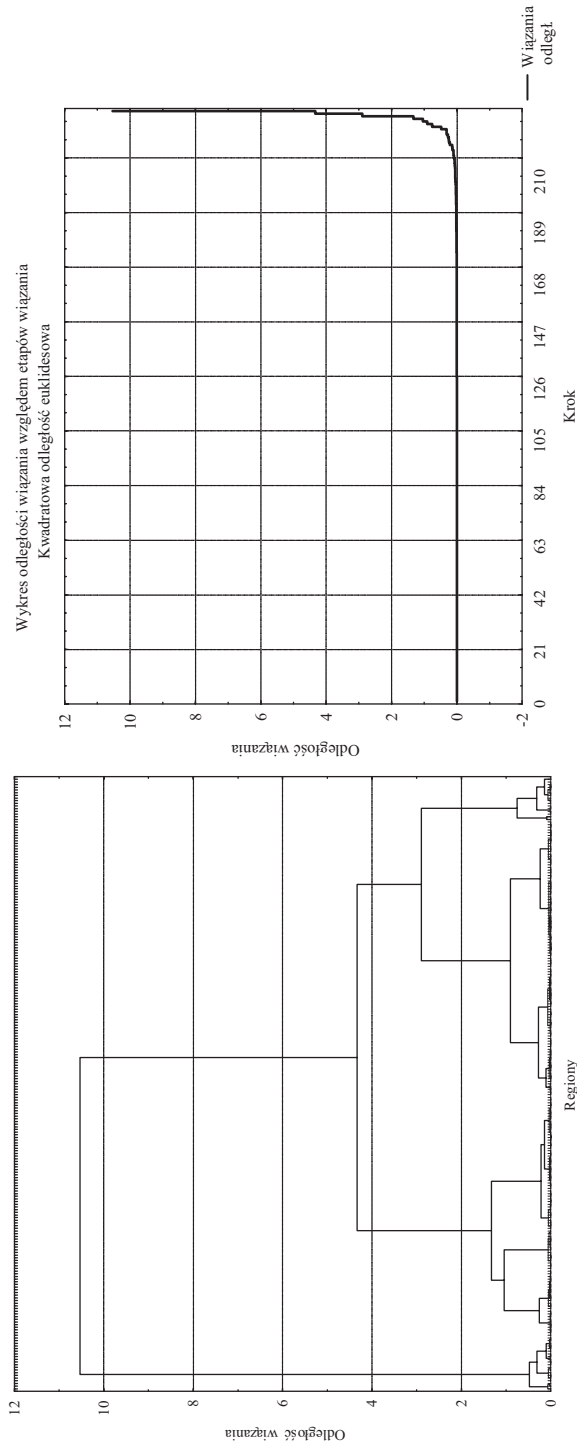 Wykres odległości wiązania względem etapów wiązania
Kwadratowa odległość euklidesowa
12
10
8
6
4
2
0
Odległość wiązania
Regiony
12
10
8
6
4
2
0
-2
Odległość wiązania
0 21 42 63 84 105 126 147 168 189 210
Krok
Wiązania
odległ.